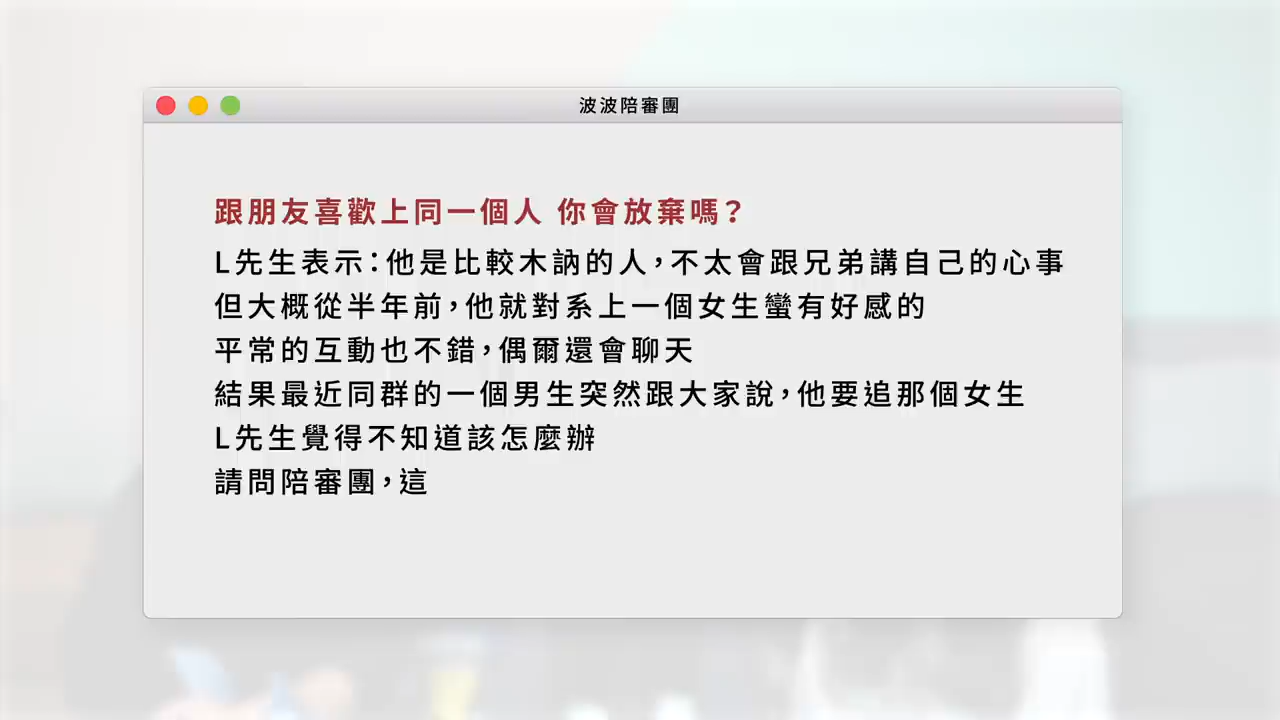 波波陪審團
跟朋友喜歡上同一個人 你會放棄嗎？
L先生表示：他是比較木訥的人，不太會跟兄弟講自己的心事
但大概從半年前，他就對系上一個女生蠻有好感的
平常的互動也不錯，偶爾還會聊天
結果最近同群的一個男生突然跟大家說，他要追那個女生
L先生覺得不知道該怎麼辦
請問陪審團，這